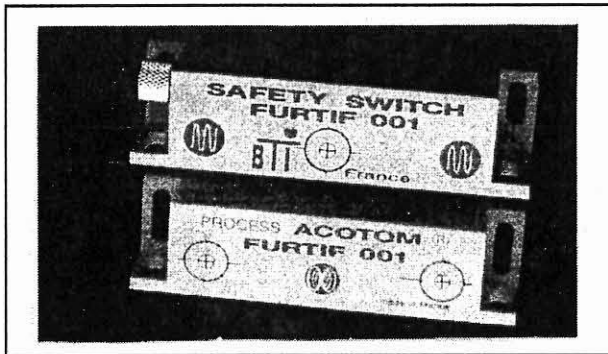 SAFETY SWITCH
FURTIF 001
BTI
France
PROCESS ACOTOM (R)
FURTIF 001